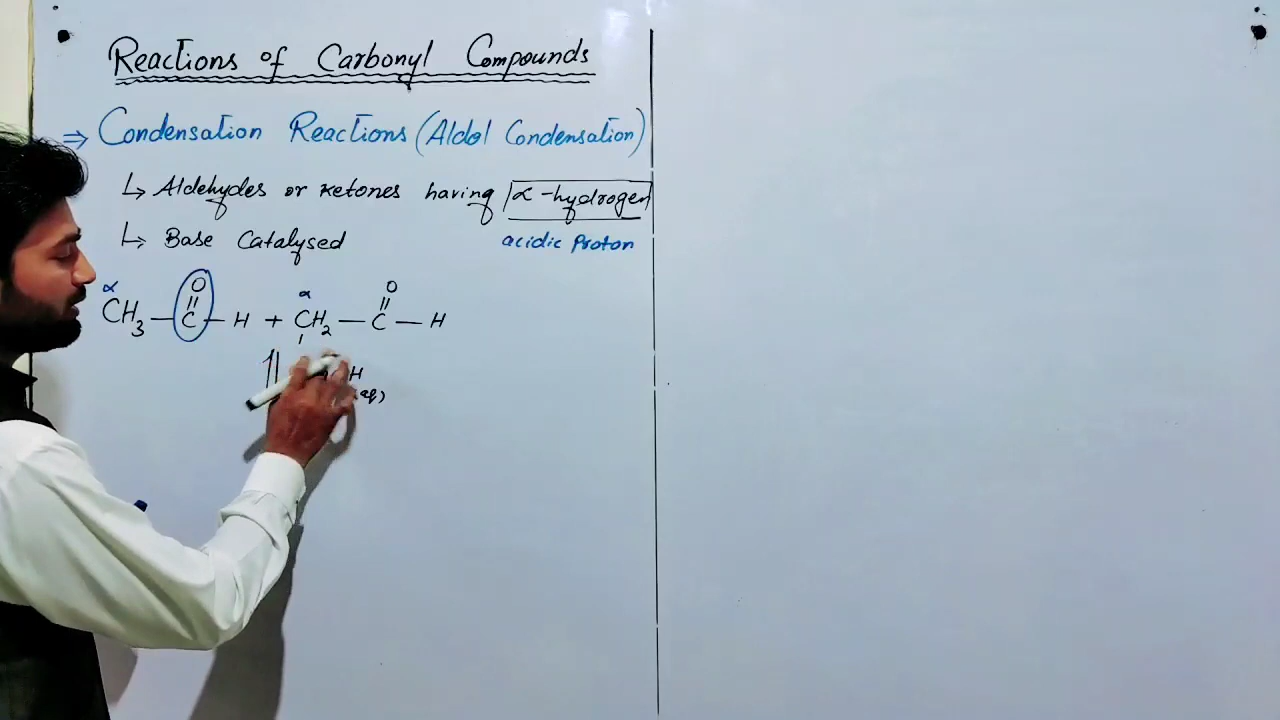 Reactions of Carbonyl Compounds
⇒ Condensation Reactions (Aldol Condensation)
↳ Aldehydes or ketones having α-hydrogen
↳ Base Catalysed acidic Proton
α O α O
CH3 — C — H + CH2 — C — H
H